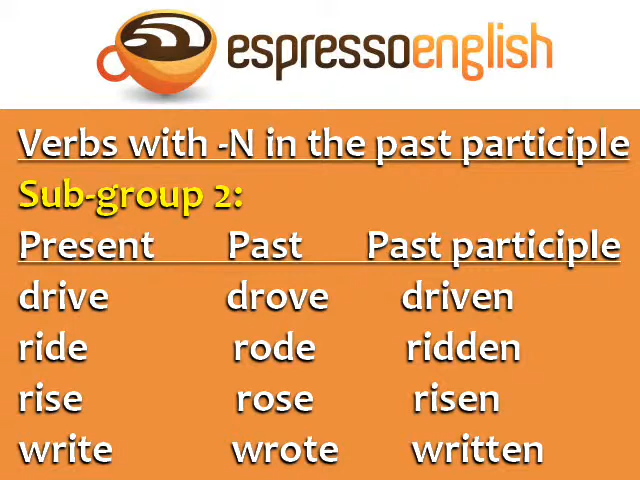 espressoenglish
Verbs with -N in the past participle
Sub-group 2:
Present Past Past participle
drive drove driven
ride rode ridden
rise rose risen
write wrote written